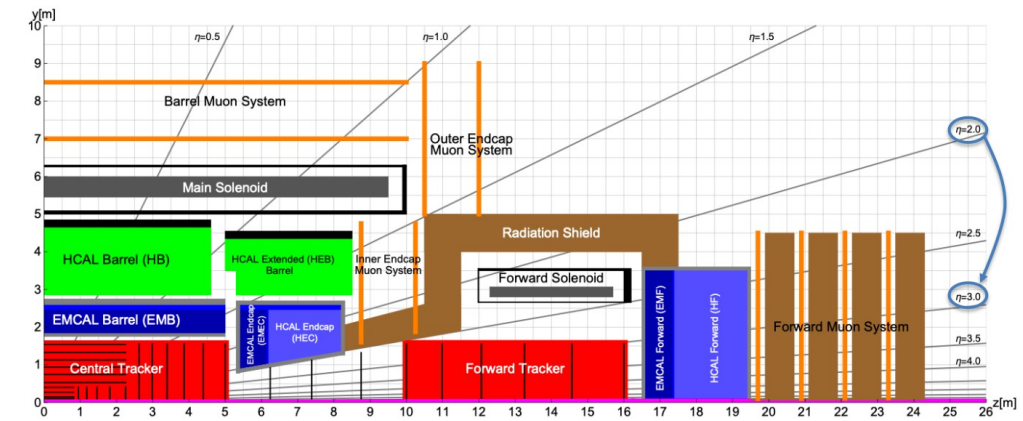 y[m]
10
9
8
7
6
5
4
3
2
1
0
η=0.5
η=1.0
η=1.5
η=2.0
η=2.5
η=3.0
η=3.5
η=4.0
Barrel Muon System
Outer Endcap
Muon System
Main Solenoid
Radiation Shield
HCAL Barrel (HB)
HCAL Extended (HEB)
Barrel
Inner Endcap
Muon System
Forward Solenoid
EMCAL Barrel (EMB)
EMCAL Endcap
(EMEC)
HCAL Endcap
(HEC)
EMCAL Forward (EMF)
HCAL Forward (HF)
Forward Muon System
Central Tracker
Forward Tracker
0 1 2 3 4 5 6 7 8 9 10 11 12 13 14 15 16 17 18 19 20 21 22 23 24 25 26
z[m]